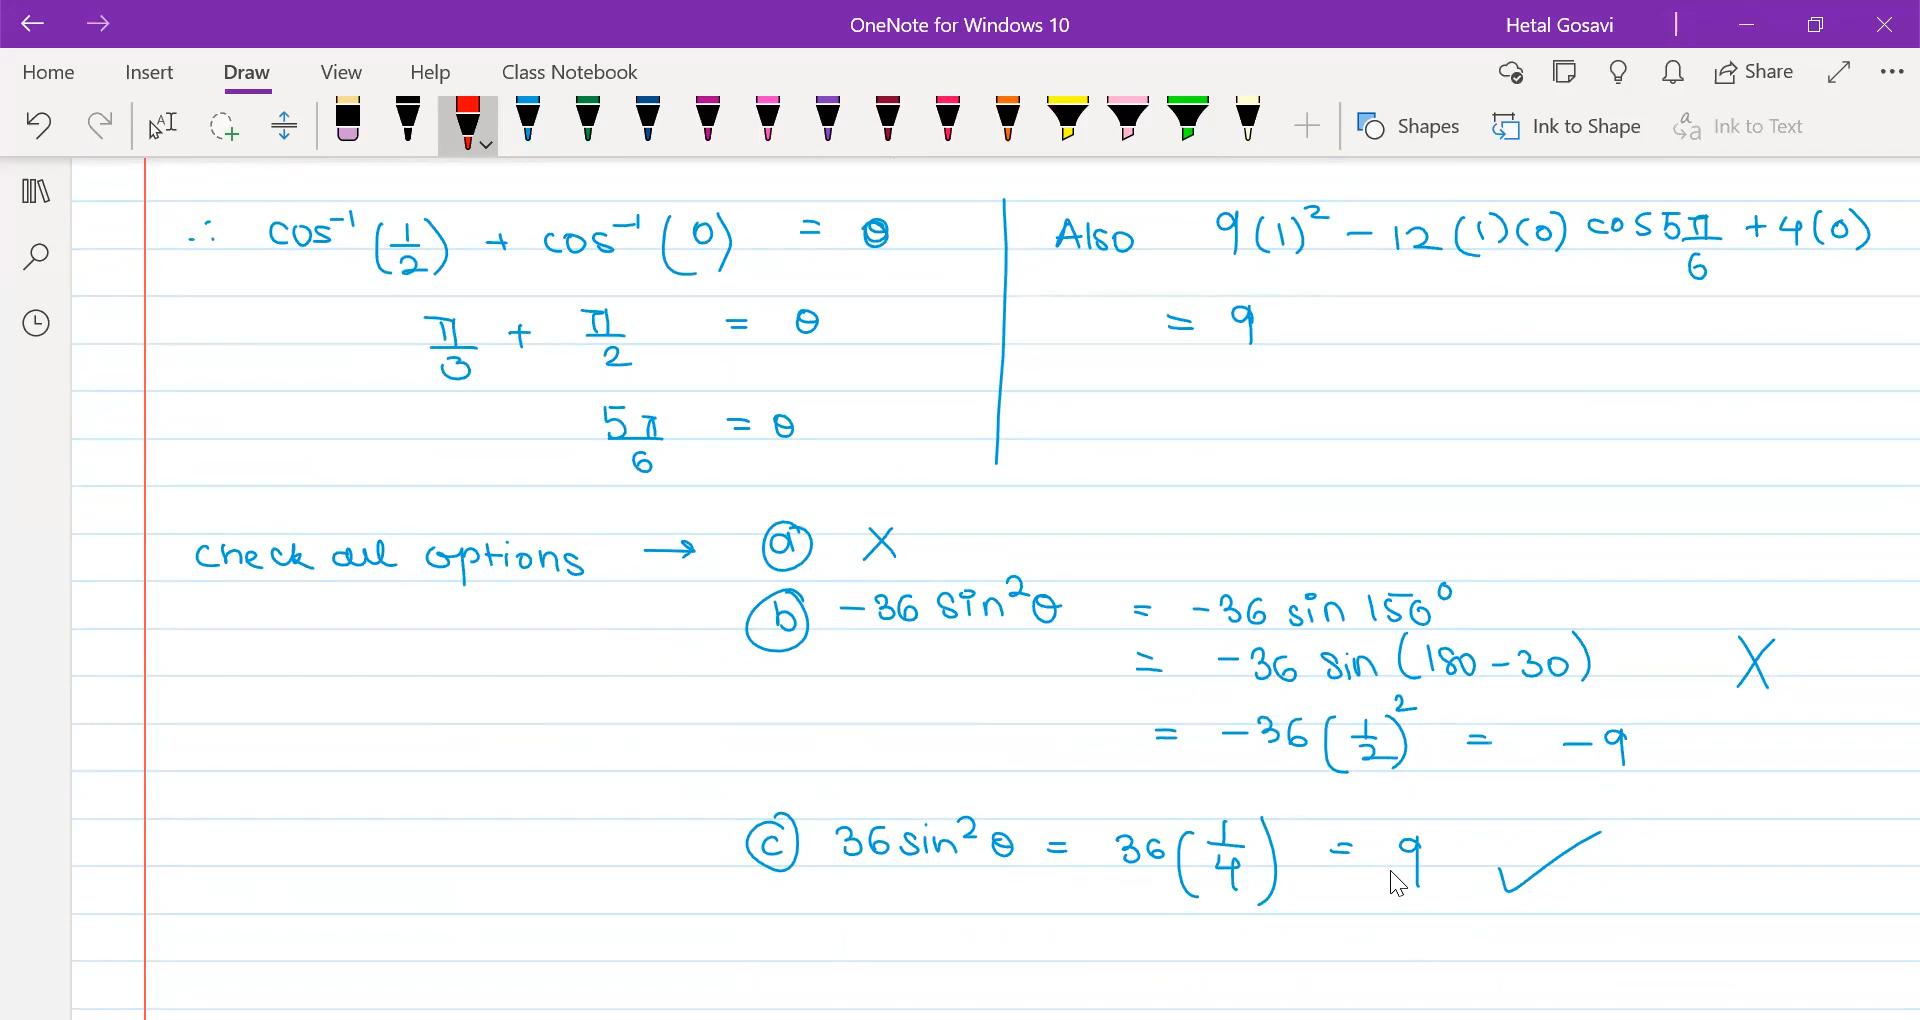 OneNote for Windows 10
Hetal Gosavi
Home Insert Draw View Help Class Notebook Share
Shapes Ink to Shape Ink to Text
∴ cos⁻¹(1/2) + cos⁻¹(0) = θ
π/3 + π/2 = θ
5π/6 = θ
Also 9(1)² - 12(1)(0) cos 5π/6 + 4(0)
= 9
check all options → ⓐ X
ⓑ -36 sin²θ = -36 sin 150°
= -36 sin (180-30) X
= -36 (1/2)² = -9
ⓒ 36 sin²θ = 36 (1/4) = 9 ✓